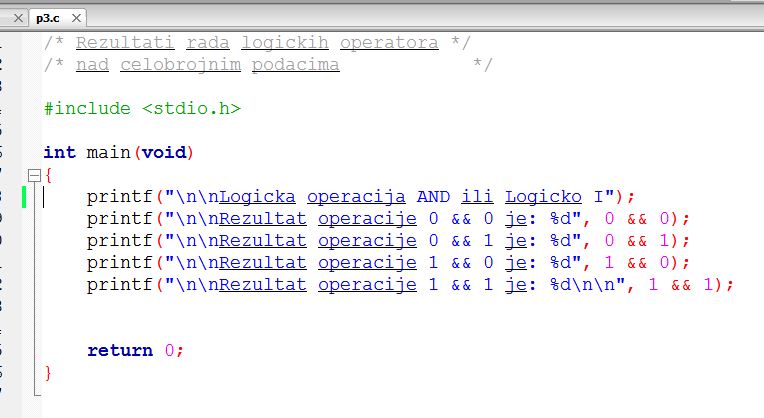 p3.c
/* Rezultati rada logickih operatora */
/* nad celobrojnim podacima            */
#include <stdio.h>
int main(void)
{
    printf("\n\nLogicka operacija AND ili Logicko I");
    printf("\n\nRezultat operacije 0 && 0 je: %d", 0 && 0);
    printf("\n\nRezultat operacije 0 && 1 je: %d", 0 && 1);
    printf("\n\nRezultat operacije 1 && 0 je: %d", 1 && 0);
    printf("\n\nRezultat operacije 1 && 1 je: %d\n\n", 1 && 1);
    return 0;
}